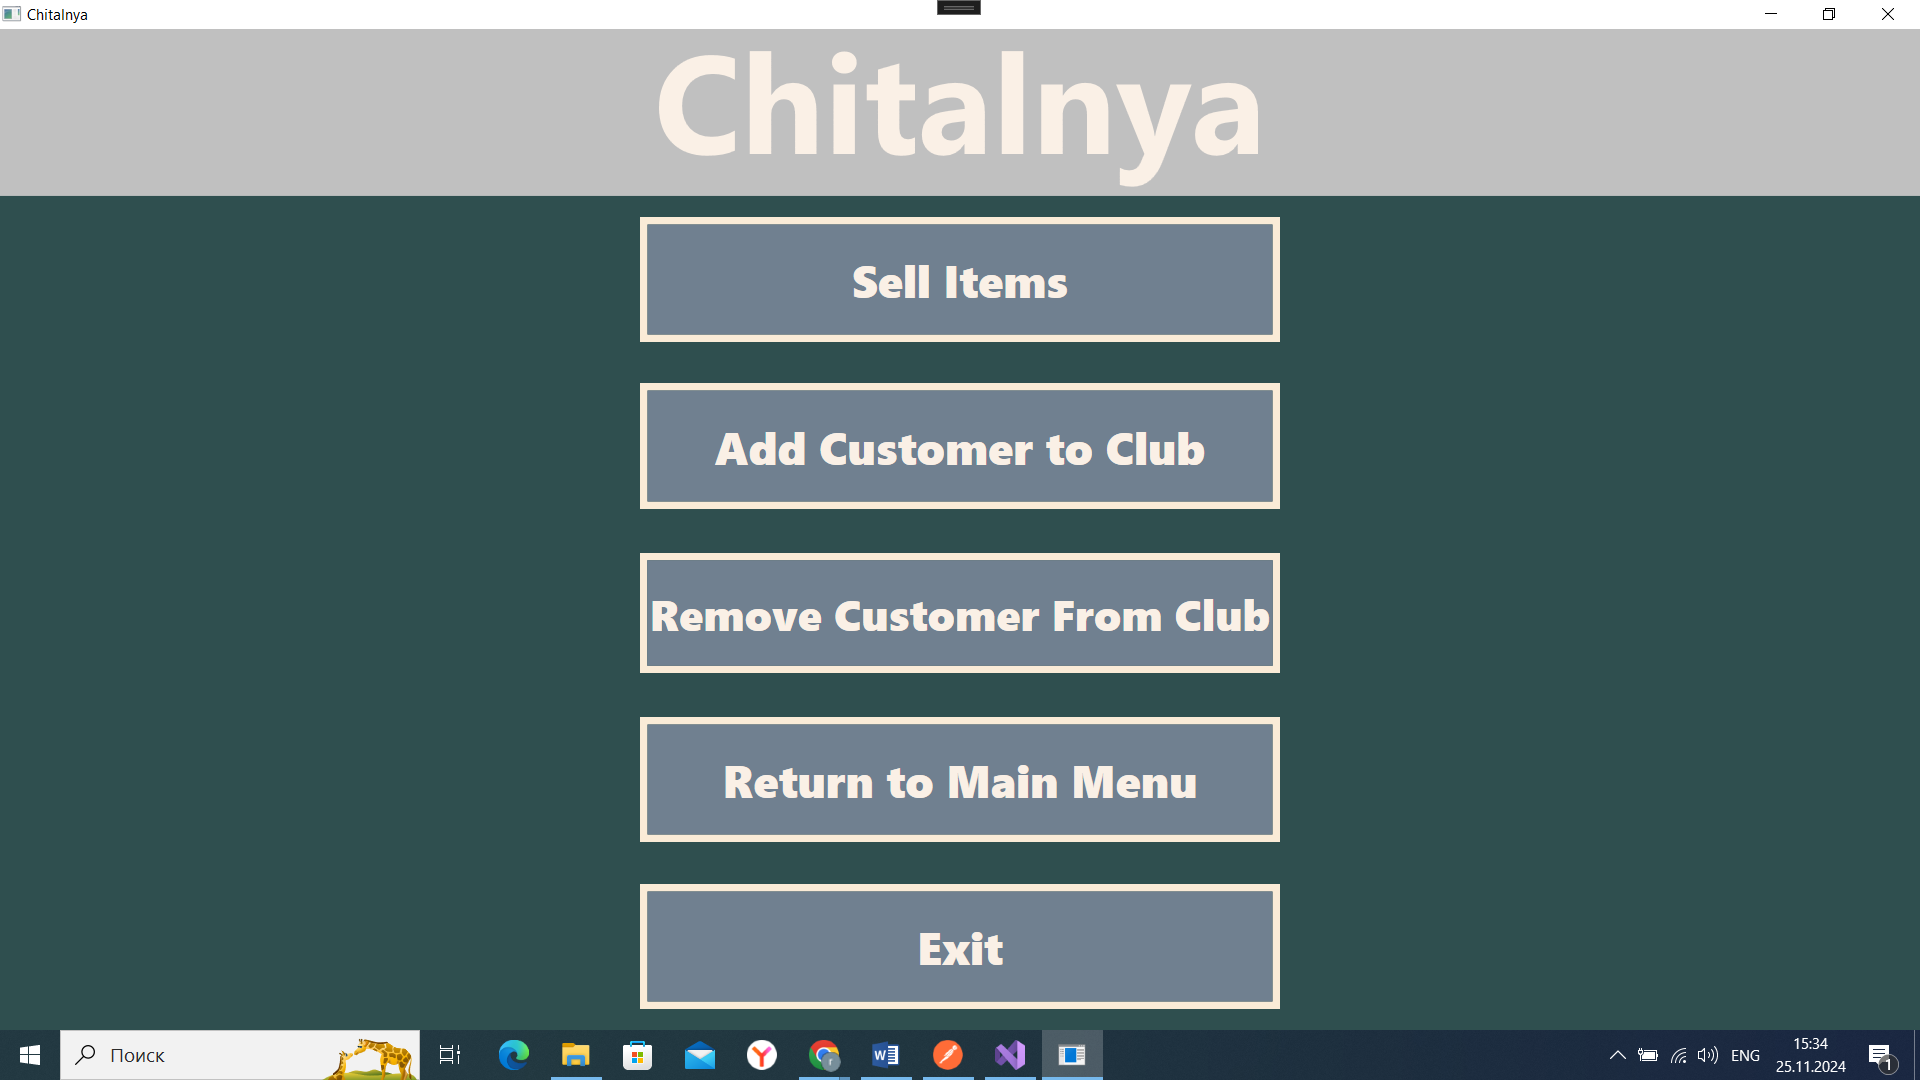 Chitalnya
Chitalnya
Sell Items
Add Customer to Club
Remove Customer From Club
Return to Main Menu
Exit
Поиск
ENG
15:34
25.11.2024
1